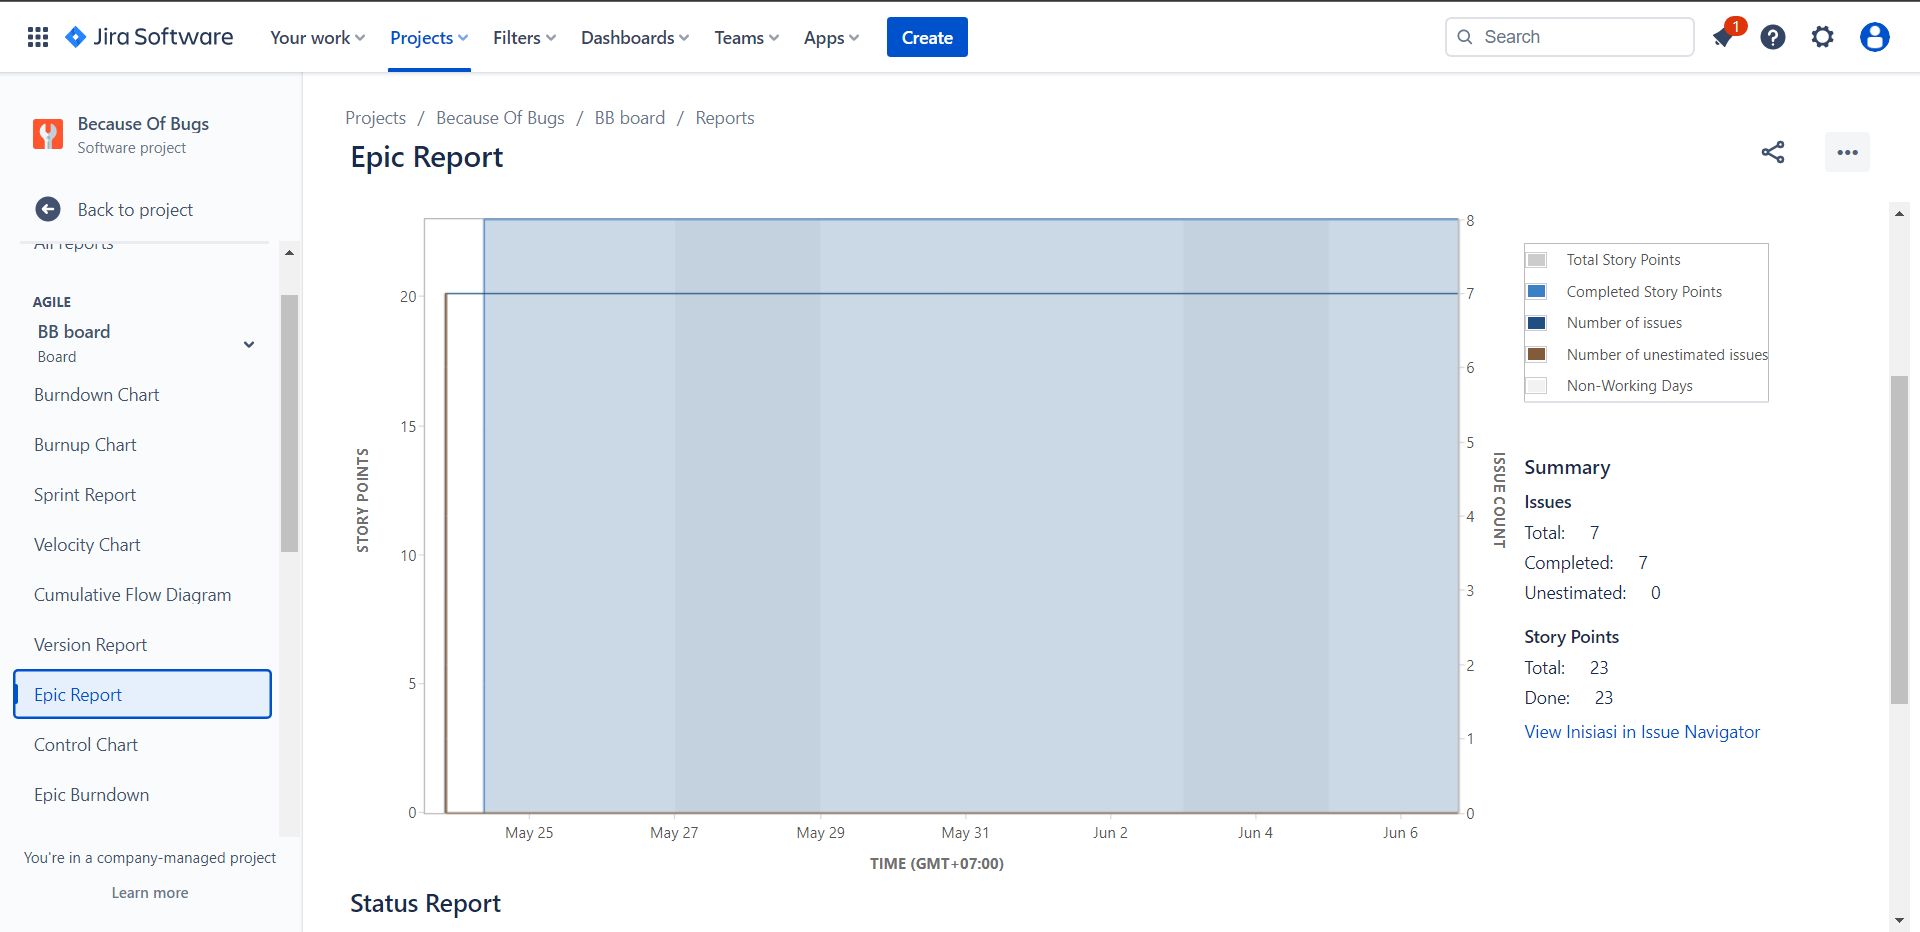 Jira Software
Your work
Projects
Filters
Dashboards
Teams
Apps
Create
Search
1
Because Of Bugs
Software project
Back to project
All reports
AGILE
BB board
Board
Burndown Chart
Burnup Chart
Sprint Report
Velocity Chart
Cumulative Flow Diagram
Version Report
Epic Report
Control Chart
Epic Burndown
You're in a company-managed project
Learn more
Projects / Because Of Bugs / BB board / Reports
Epic Report
STORY POINTS
20
15
10
5
0
8
7
6
5
4
3
2
1
0
ISSUE COUNT
May 25
May 27
May 29
May 31
Jun 2
Jun 4
Jun 6
TIME (GMT+07:00)
Total Story Points
Completed Story Points
Number of issues
Number of unestimated issues
Non-Working Days
Summary
Issues
Total: 7
Completed: 7
Unestimated: 0
Story Points
Total: 23
Done: 23
View Inisiasi in Issue Navigator
Status Report